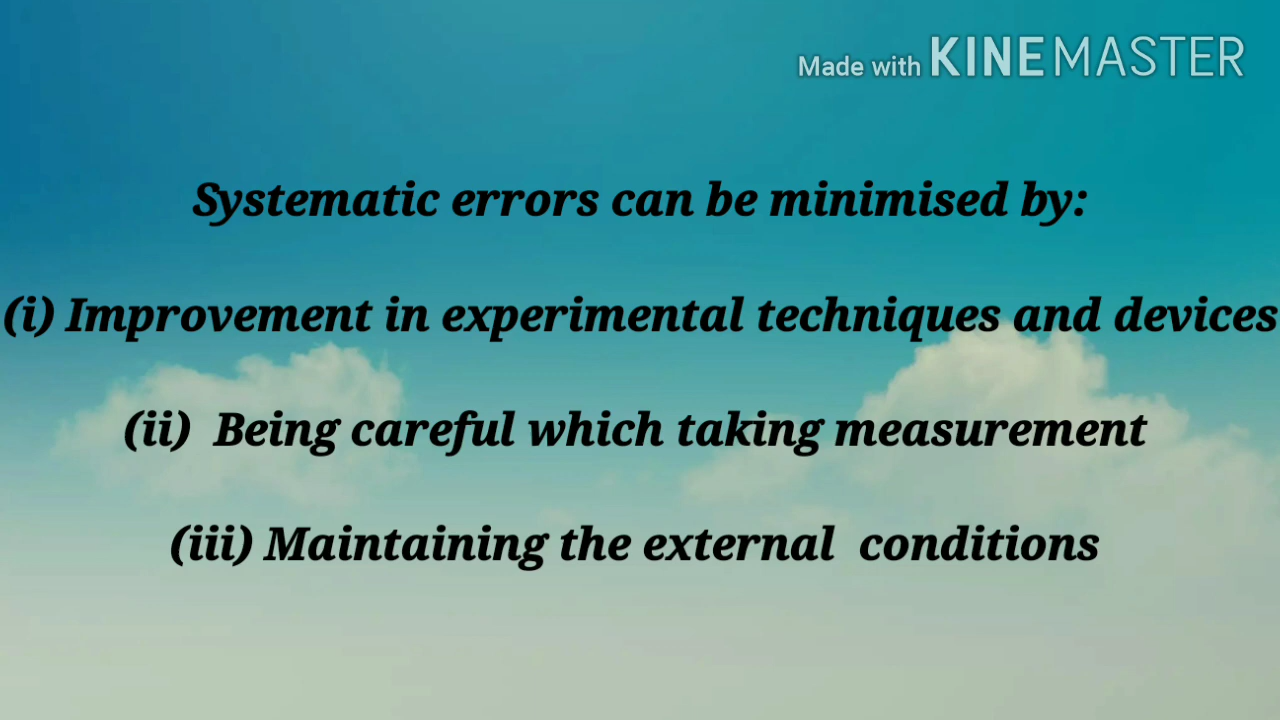 Made with KINEMASTER
Systematic errors can be minimised by:
(i) Improvement in experimental techniques and devices
(ii) Being careful which taking measurement
(iii) Maintaining the external conditions